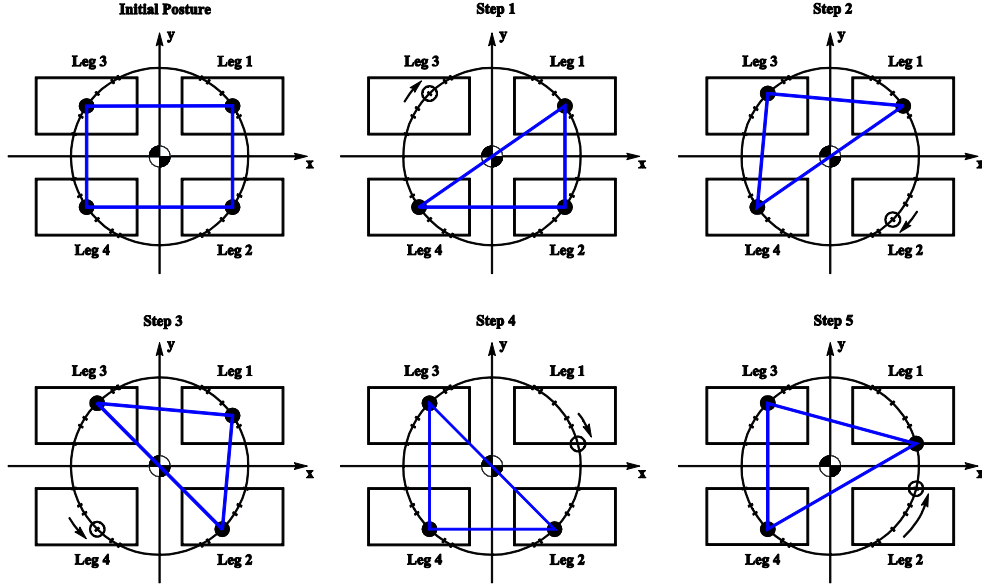 Initial Posture
y
Leg 3
Leg 1
x
Leg 4
Leg 2
Step 1
y
Leg 3
Leg 1
x
Leg 4
Leg 2
Step 2
y
Leg 3
Leg 1
x
Leg 4
Leg 2
Step 3
y
Leg 3
Leg 1
x
Leg 4
Leg 2
Step 4
y
Leg 3
Leg 1
x
Leg 4
Leg 2
Step 5
y
Leg 3
Leg 1
x
Leg 4
Leg 2